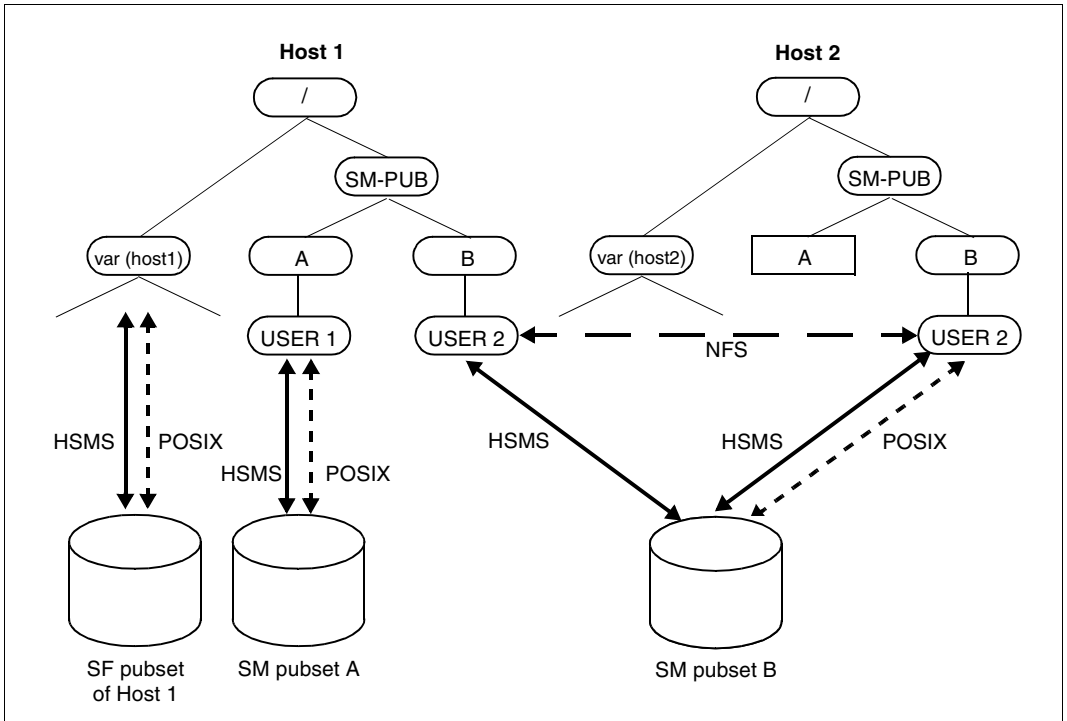 Host 1
Host 2
/
/
SM-PUB
SM-PUB
var (host1)
A
B
var (host2)
A
B
USER 1
USER 2
NFS
USER 2
HSMS
POSIX
HSMS
POSIX
HSMS
HSMS
POSIX
SF pubset
of Host 1
SM pubset A
SM pubset B